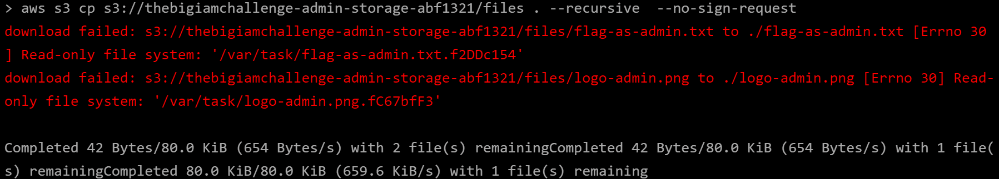 > aws s3 cp s3://thebigiamchallenge-admin-storage-abf1321/files . --recursive  --no-sign-request
download failed: s3://thebigiamchallenge-admin-storage-abf1321/files/flag-as-admin.txt to ./flag-as-admin.txt [Errno 30
] Read-only file system: '/var/task/flag-as-admin.txt.f2DDc154'
download failed: s3://thebigiamchallenge-admin-storage-abf1321/files/logo-admin.png to ./logo-admin.png [Errno 30] Read-
only file system: '/var/task/logo-admin.png.fC67bfF3'
Completed 42 Bytes/80.0 KiB (654 Bytes/s) with 2 file(s) remainingCompleted 42 Bytes/80.0 KiB (654 Bytes/s) with 1 file(
s) remainingCompleted 80.0 KiB/80.0 KiB (659.6 KiB/s) with 1 file(s) remaining